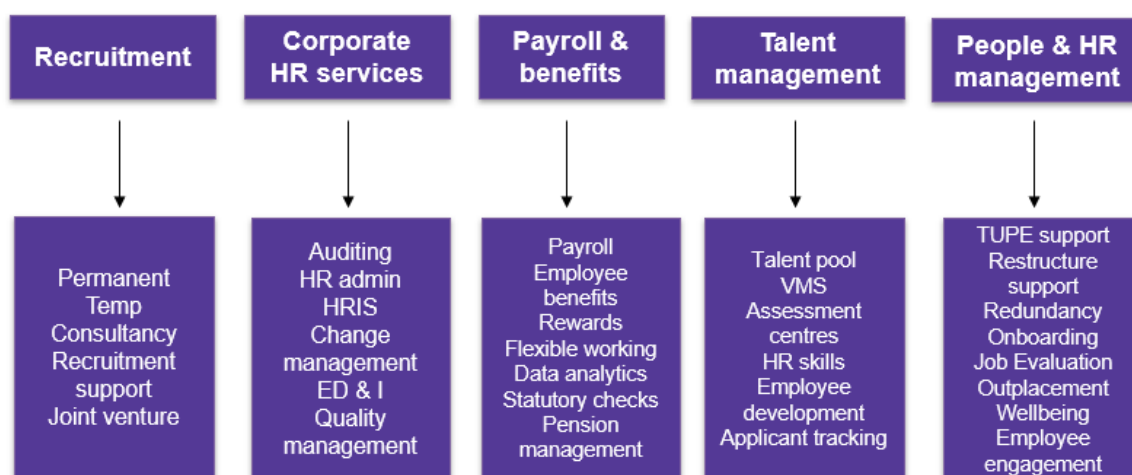 Recruitment
Corporate
HR services
Payroll &
benefits
Talent
management
People & HR
management
Permanent
Temp
Consultancy
Recruitment
support
Joint venture
Auditing
HR admin
HRIS
Change
management
ED & I
Quality
management
Payroll
Employee
benefits
Rewards
Flexible working
Data analytics
Statutory checks
Pension
management
Talent pool
VMS
Assessment
centres
HR skills
Employee
development
Applicant tracking
TUPE support
Restructure
support
Redundancy
Onboarding
Job Evaluation
Outplacement
Wellbeing
Employee
engagement